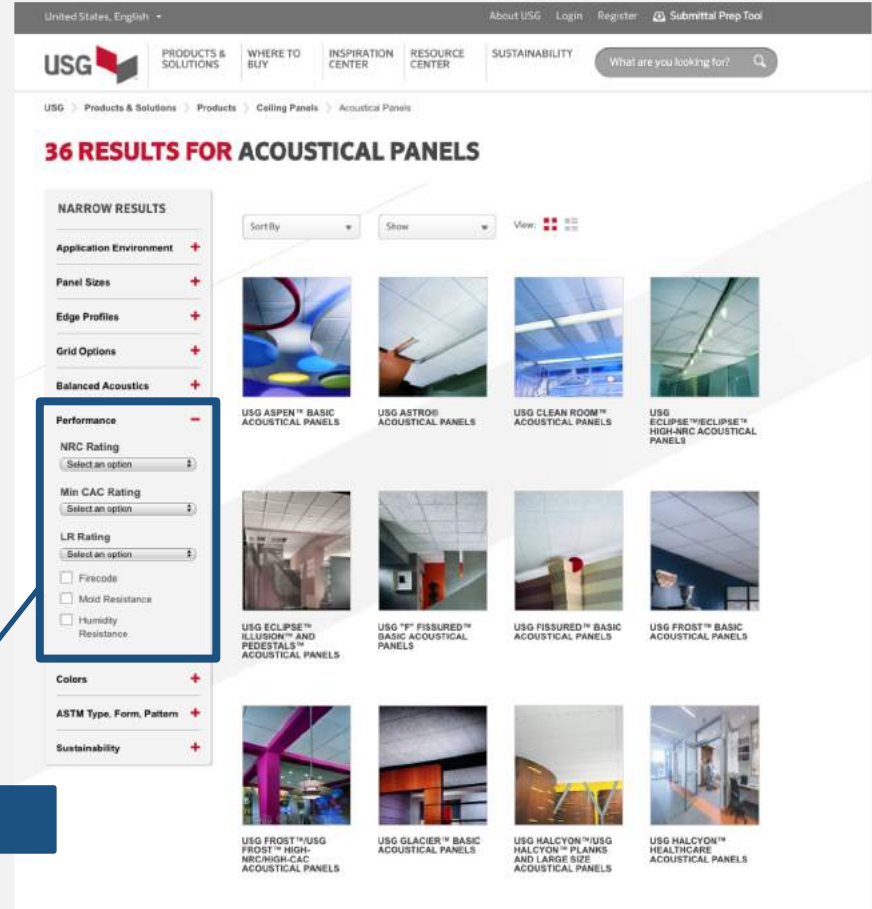 United States, English
About USG Login Register Submittal Prep Tool
USG
PRODUCTS & SOLUTIONS
WHERE TO BUY
INSPIRATION CENTER
RESOURCE CENTER
SUSTAINABILITY
What are you looking for?
USG Products & Solutions Products Ceiling Panels Acoustical Panels
36 RESULTS FOR ACOUSTICAL PANELS
NARROW RESULTS
Application Environment +
Panel Sizes +
Edge Profiles +
Grid Options +
Balanced Acoustics +
Performance −
NRC Rating
Select an option
Min CAC Rating
Select an option
LR Rating
Select an option
Firecode
Mold Resistance
Humidity
Resistance
Colors +
ASTM Type, Form, Pattern +
Sustainability +
Sort By
Show
View:
USG ASPEN™ BASIC
ACOUSTICAL PANELS
USG ASTRO®
ACOUSTICAL PANELS
USG CLEAN ROOM™
ACOUSTICAL PANELS
USG
ECLIPSE™/ECLIPSE™
HIGH-NRC ACOUSTICAL
PANELS
USG ECLIPSE™
ILLUSION™ AND
PEDESTALS™
ACOUSTICAL PANELS
USG "F" FISSURED™
BASIC ACOUSTICAL
PANELS
USG FISSURED™ BASIC
ACOUSTICAL PANELS
USG FROST™ BASIC
ACOUSTICAL PANELS
USG FROST™/USG
FROST™ HIGH-
NRC/HIGH-CAC
ACOUSTICAL PANELS
USG GLACIER™ BASIC
ACOUSTICAL PANELS
USG HALCYON™/USG
HALCYON™ PLANKS
AND LARGE SIZE
ACOUSTICAL PANELS
USG HALCYON™
HEALTHCARE
ACOUSTICAL PANELS